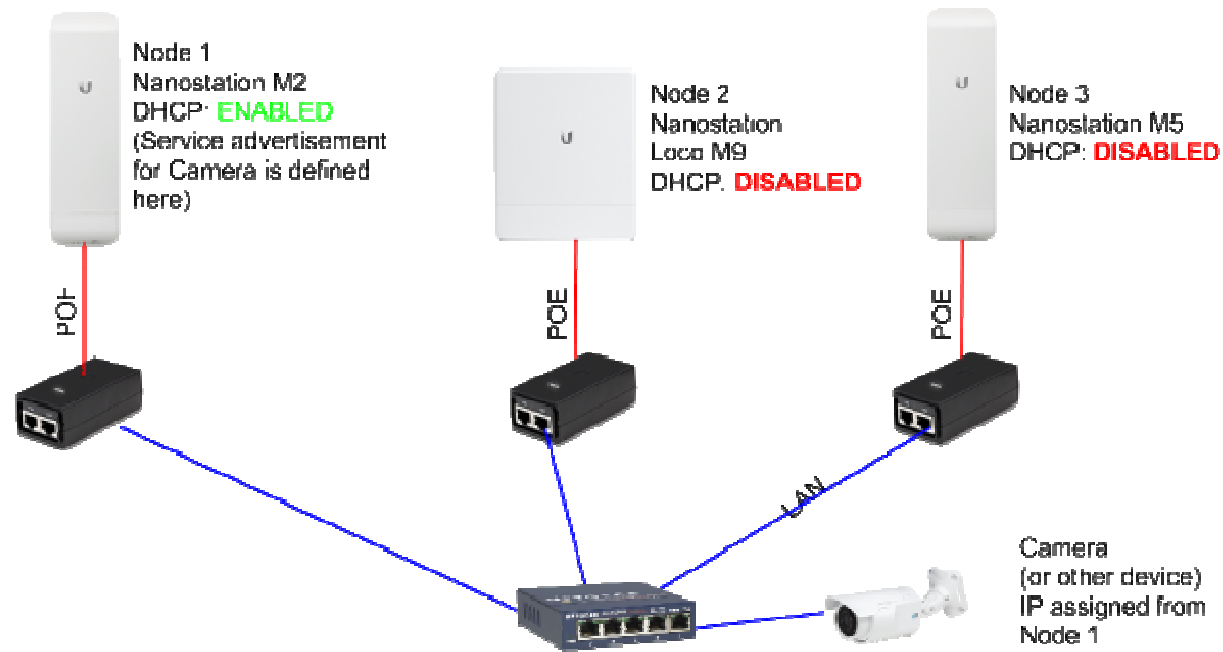 Node 1
Nanostation M2
DHCP: ENABLED
(Service advertisement
for Camera is defined
here)
Node 2
Nanostation
Loco M9
DHCP: DISABLED
Node 3
Nanostation M5
DHCP: DISABLED
POE
POE
POE
LAN
Camera
(or other device)
IP assigned from
Node 1